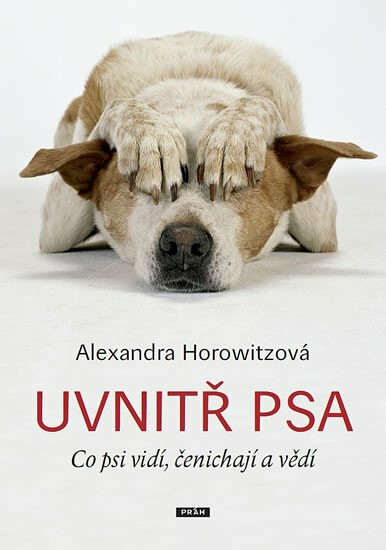 Alexandra Horowitzová
UVNITŘ PSA
Co psi vidí, čenichají a vědí
PRÁH